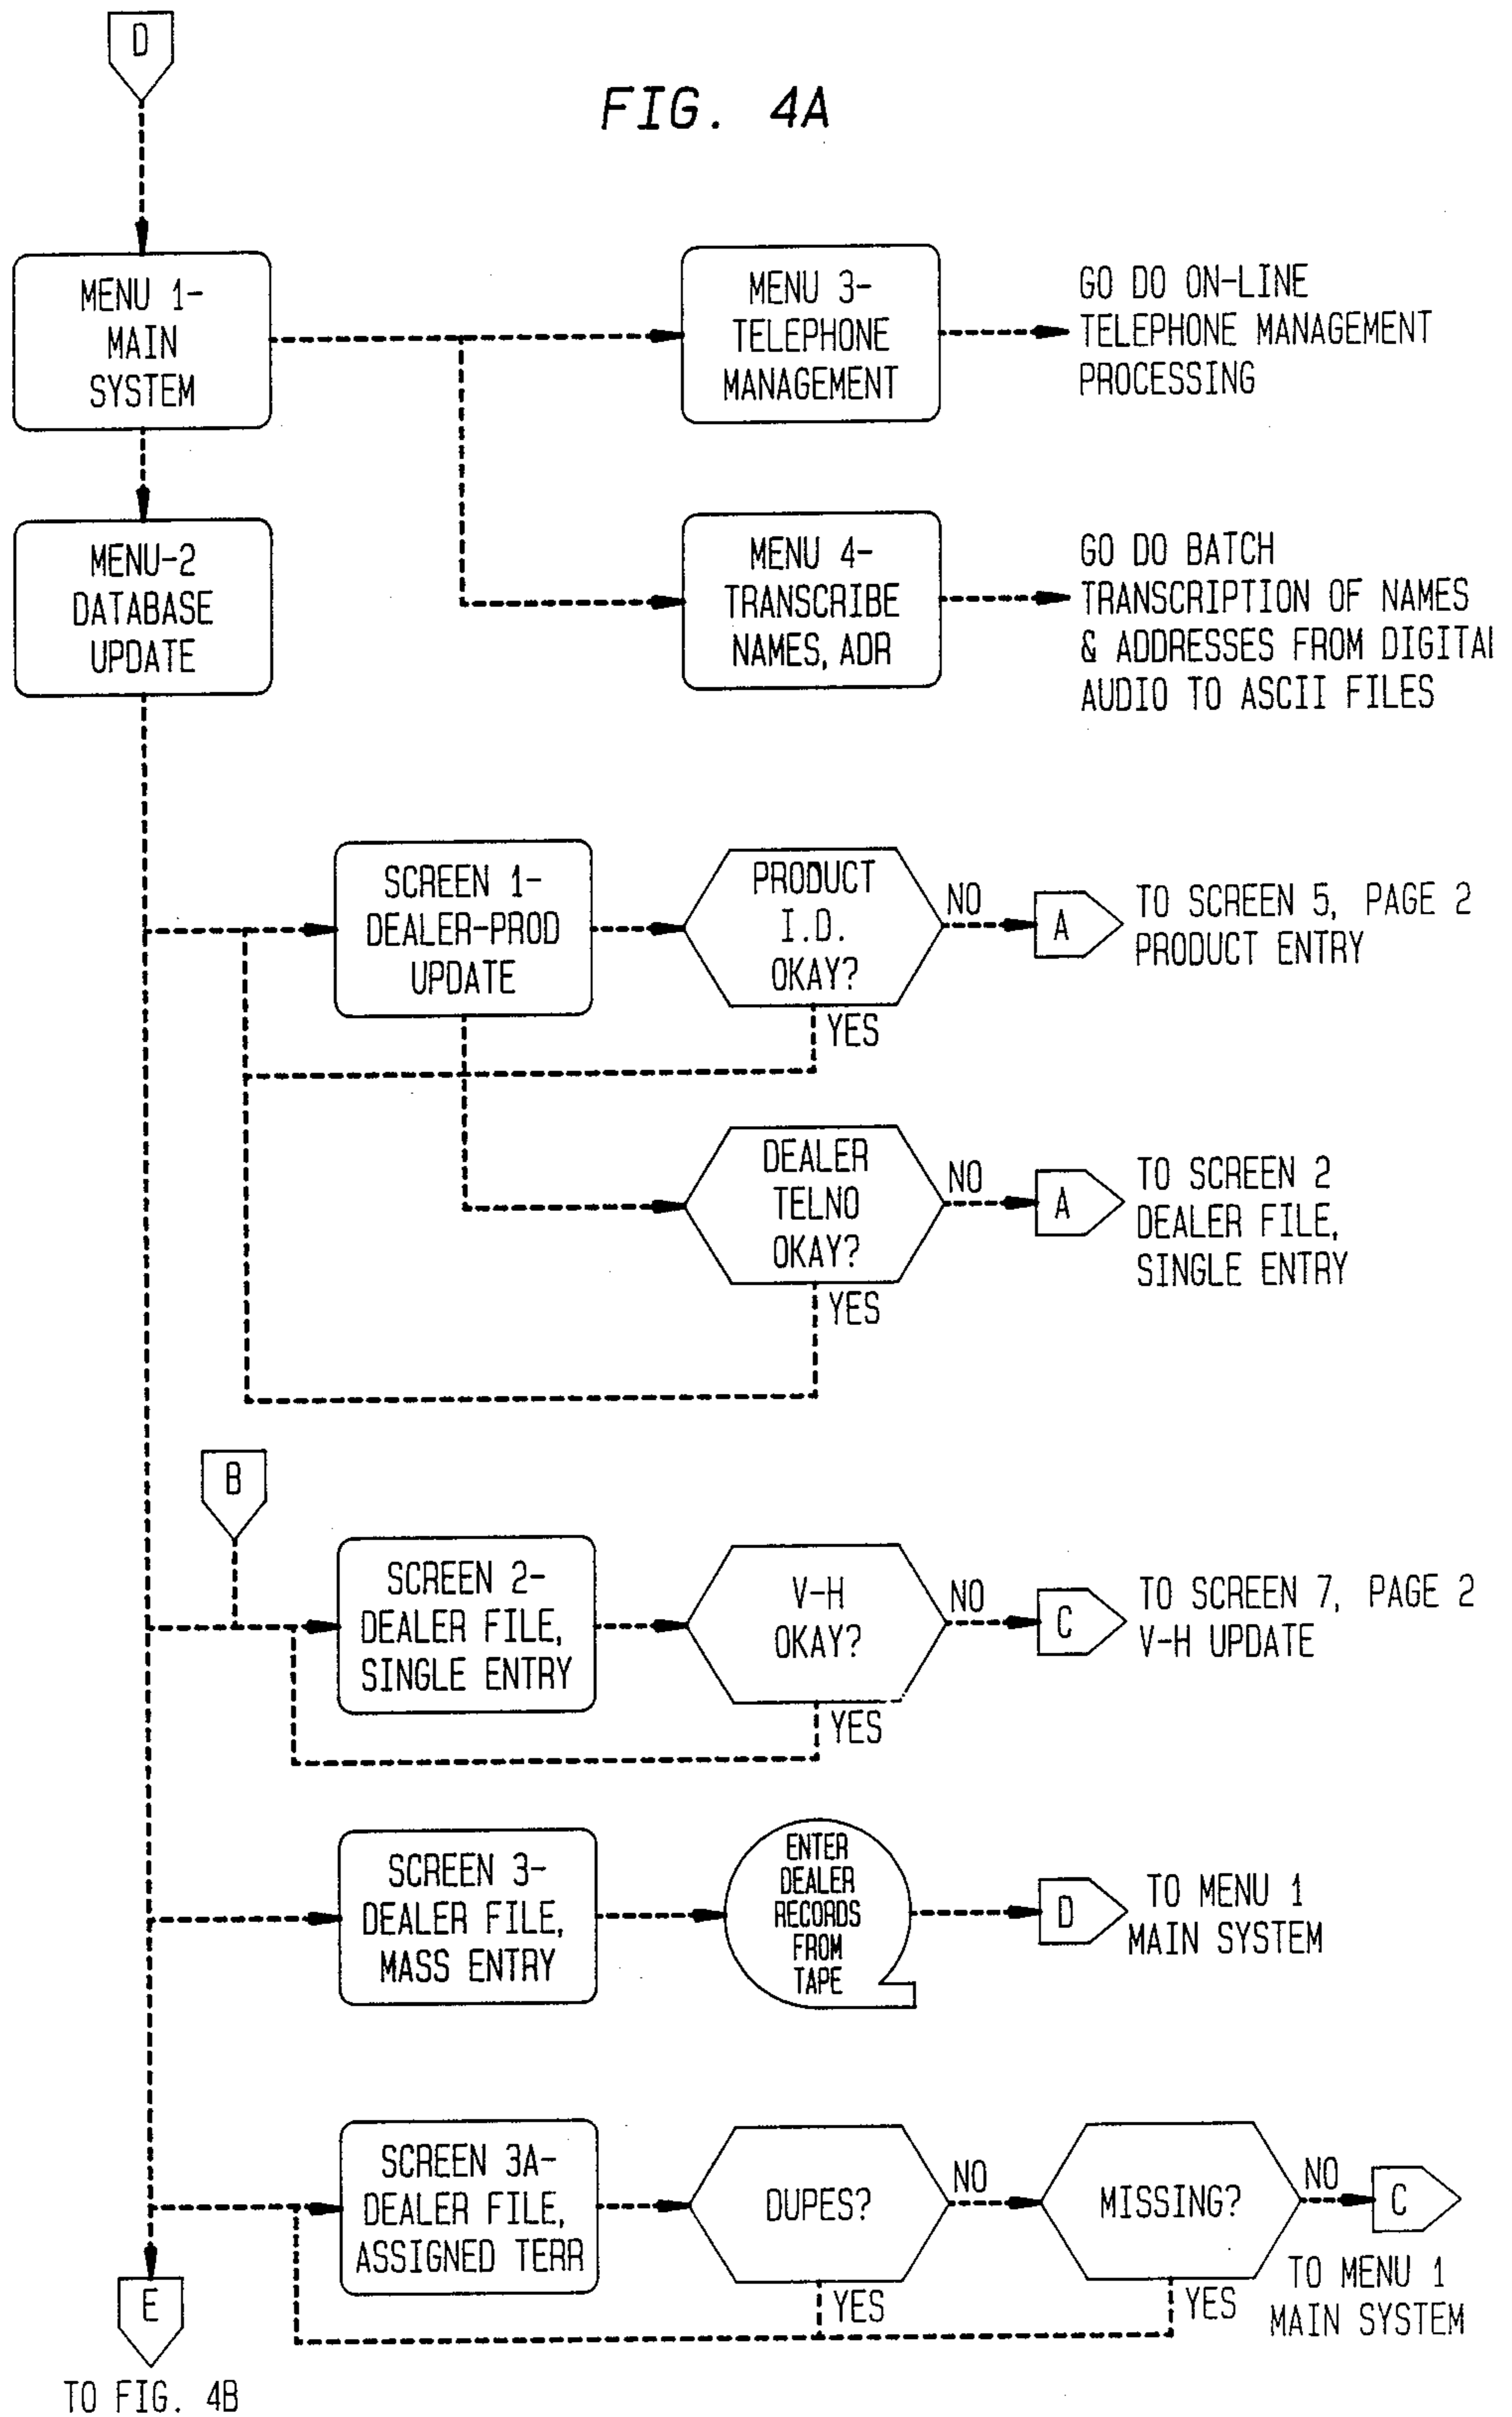 D
FIG. 4A
MENU 1-
MAIN
SYSTEM
MENU 3-
TELEPHONE
MANAGEMENT
GO DO ON-LINE
TELEPHONE MANAGEMENT
PROCESSING
MENU-2
DATABASE
UPDATE
MENU 4-
TRANSCRIBE
NAMES, ADR
GO DO BATCH
TRANSCRIPTION OF NAMES
& ADDRESSES FROM DIGITAL
AUDIO TO ASCII FILES
SCREEN 1-
DEALER-PROD
UPDATE
PRODUCT
I.D.
OKAY?
NO
A
TO SCREEN 5, PAGE 2
PRODUCT ENTRY
YES
DEALER
TELNO
OKAY?
NO
A
TO SCREEN 2
DEALER FILE,
SINGLE ENTRY
YES
B
SCREEN 2-
DEALER FILE,
SINGLE ENTRY
V-H
OKAY?
NO
C
TO SCREEN 7, PAGE 2
V-H UPDATE
YES
SCREEN 3-
DEALER FILE,
MASS ENTRY
ENTER
DEALER
RECORDS
FROM
TAPE
D
TO MENU 1
MAIN SYSTEM
SCREEN 3A-
DEALER FILE,
ASSIGNED TERR
DUPES?
NO
MISSING?
NO
C
TO MENU 1
MAIN SYSTEM
YES
YES
E
TO FIG. 4B